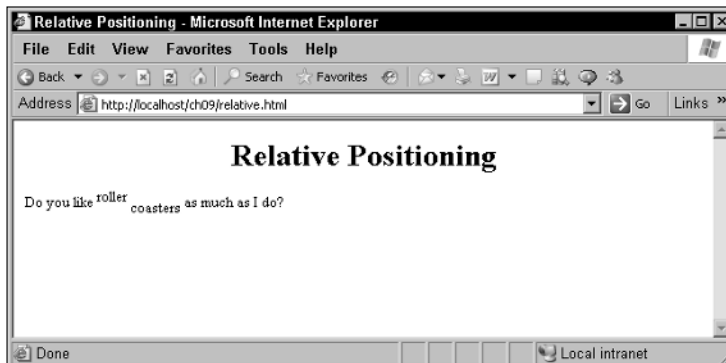 Relative Positioning - Microsoft Internet Explorer
File Edit View Favorites Tools Help
Back Search Favorites
Address http://localhost/ch09/relative.html Go Links »
Relative Positioning
Do you like roller coasters as much as I do?
Done Local intranet